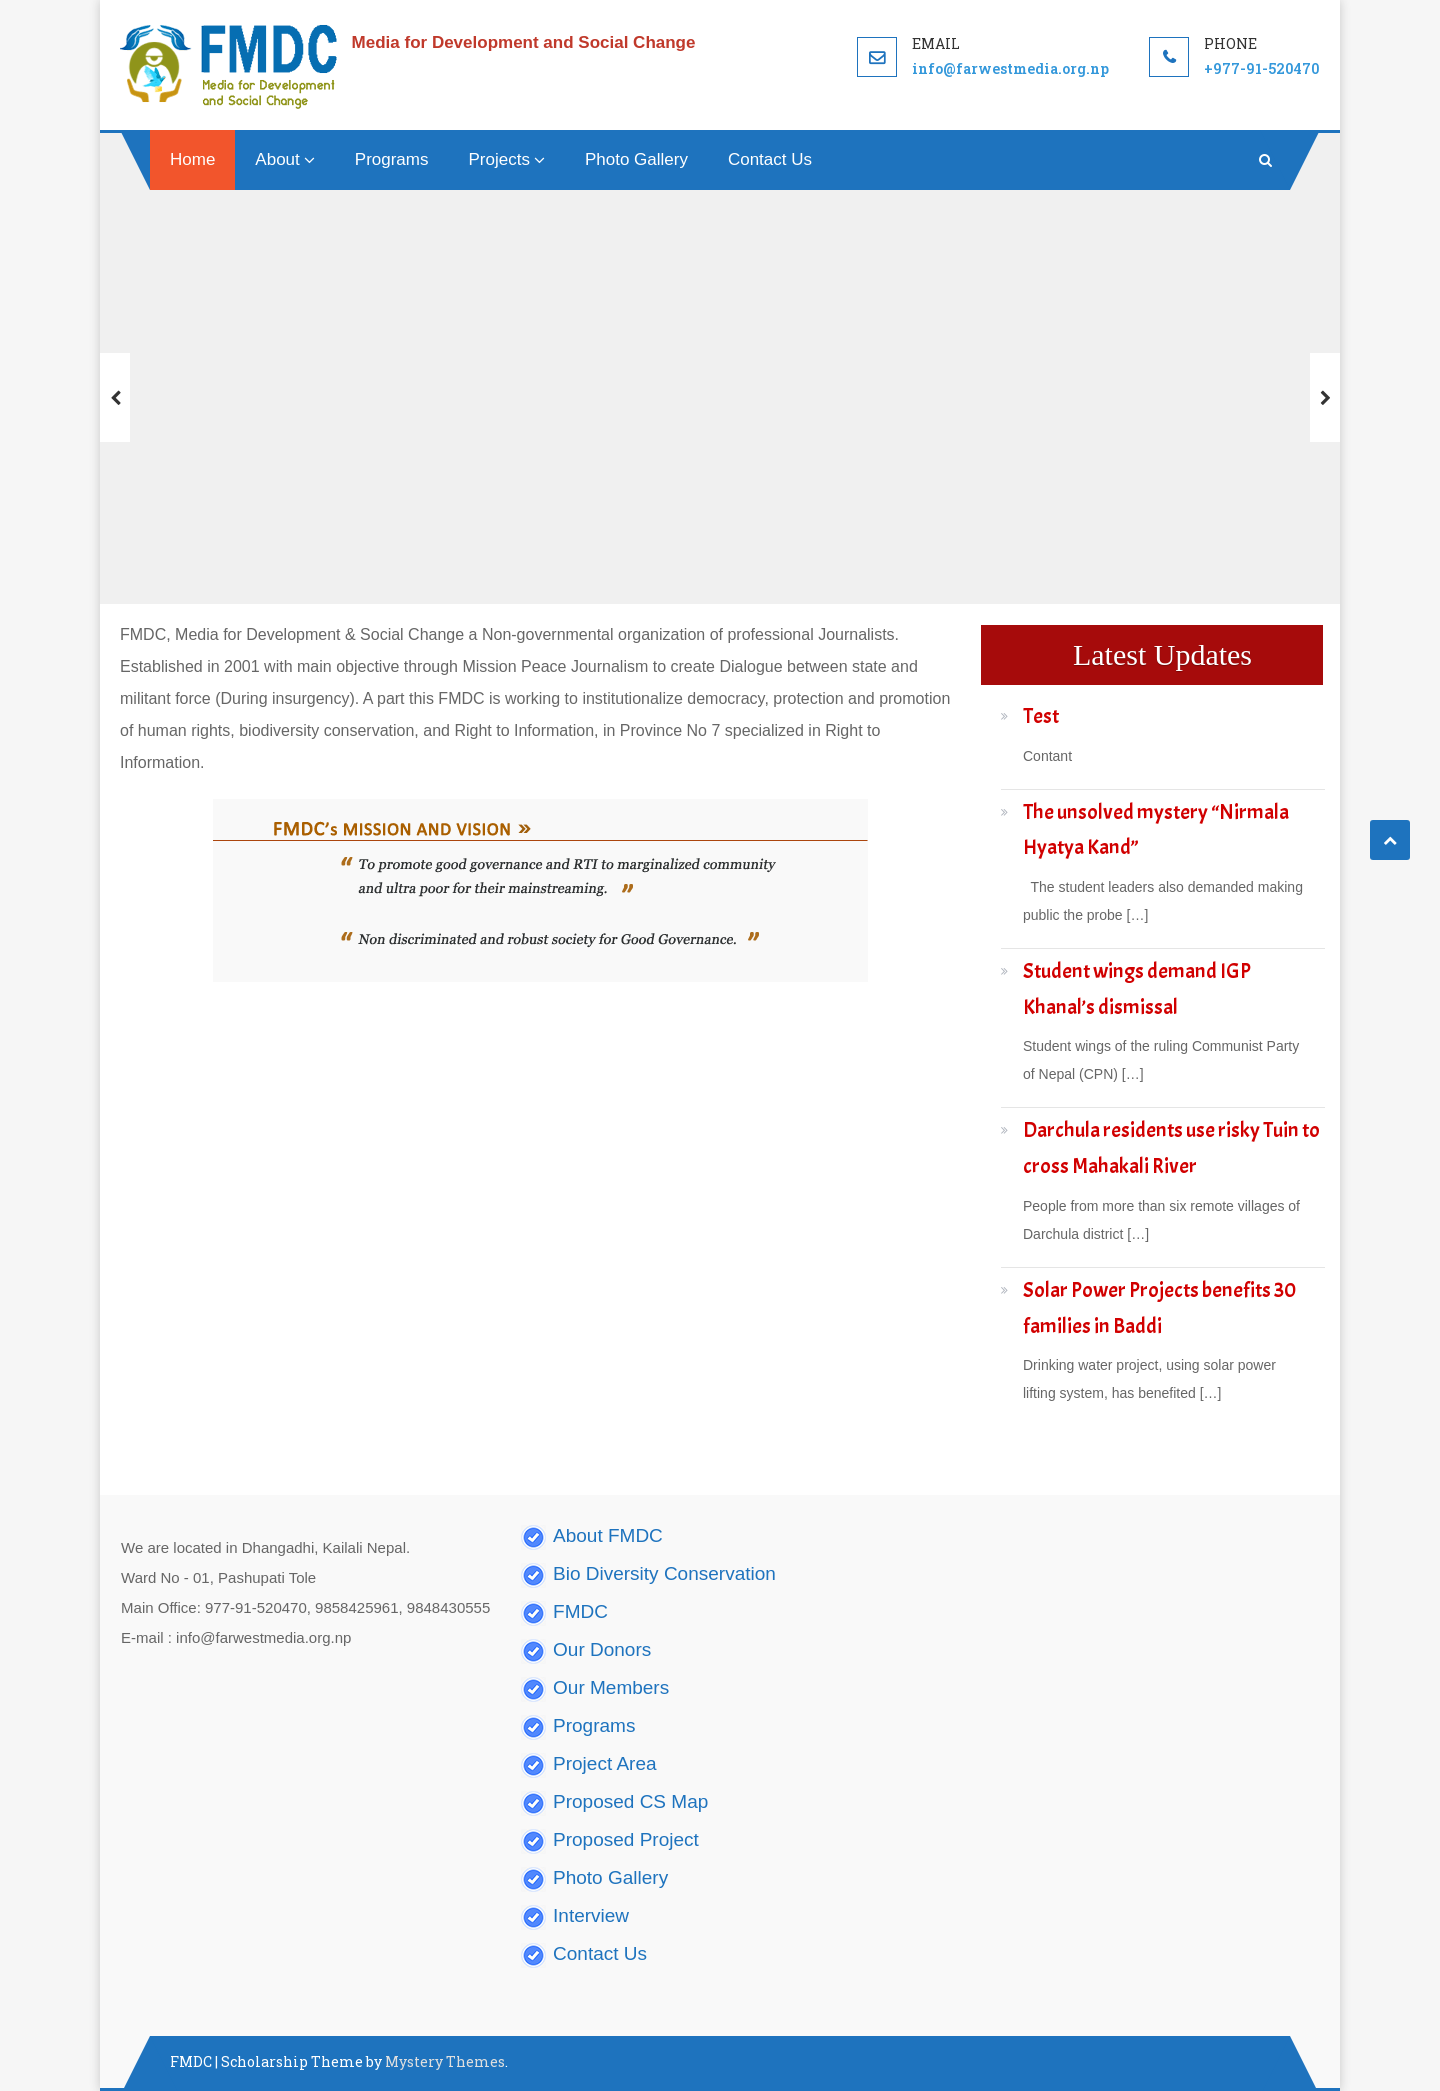 FMDC
Media for Development
and Social Change
Media for Development and Social Change
EMAIL
info@farwestmedia.org.np
PHONE
+977-91-520470
Home
About
Programs
Projects
Photo Gallery
Contact Us
FMDC, Media for Development & Social Change a Non-governmental organization of professional Journalists.
Established in 2001 with main objective through Mission Peace Journalism to create Dialogue between state and
militant force (During insurgency). A part this FMDC is working to institutionalize democracy, protection and promotion
of human rights, biodiversity conservation, and Right to Information, in Province No 7 specialized in Right to
Information.
FMDC's MISSION AND VISION »
“ To promote good governance and RTI to marginalized community
and ultra poor for their mainstreaming. ”
“ Non discriminated and robust society for Good Governance. ”
Latest Updates
» Test
Contant
» The unsolved mystery “Nirmala
Hyatya Kand”
The student leaders also demanded making
public the probe […]
» Student wings demand IGP
Khanal’s dismissal
Student wings of the ruling Communist Party
of Nepal (CPN) […]
» Darchula residents use risky Tuin to
cross Mahakali River
People from more than six remote villages of
Darchula district […]
» Solar Power Projects benefits 30
families in Baddi
Drinking water project, using solar power
lifting system, has benefited […]
We are located in Dhangadhi, Kailali Nepal.
Ward No - 01, Pashupati Tole
Main Office: 977-91-520470, 9858425961, 9848430555
E-mail : info@farwestmedia.org.np
About FMDC
Bio Diversity Conservation
FMDC
Our Donors
Our Members
Programs
Project Area
Proposed CS Map
Proposed Project
Photo Gallery
Interview
Contact Us
FMDC | Scholarship Theme by Mystery Themes.